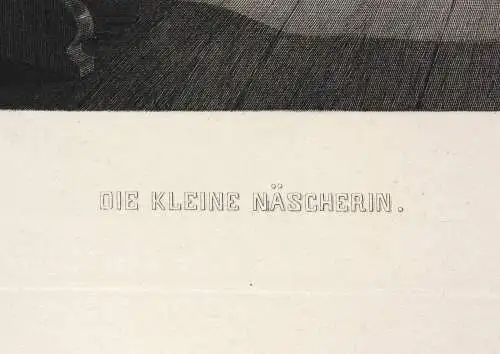 DIE KLEINE NÄSCHERIN.